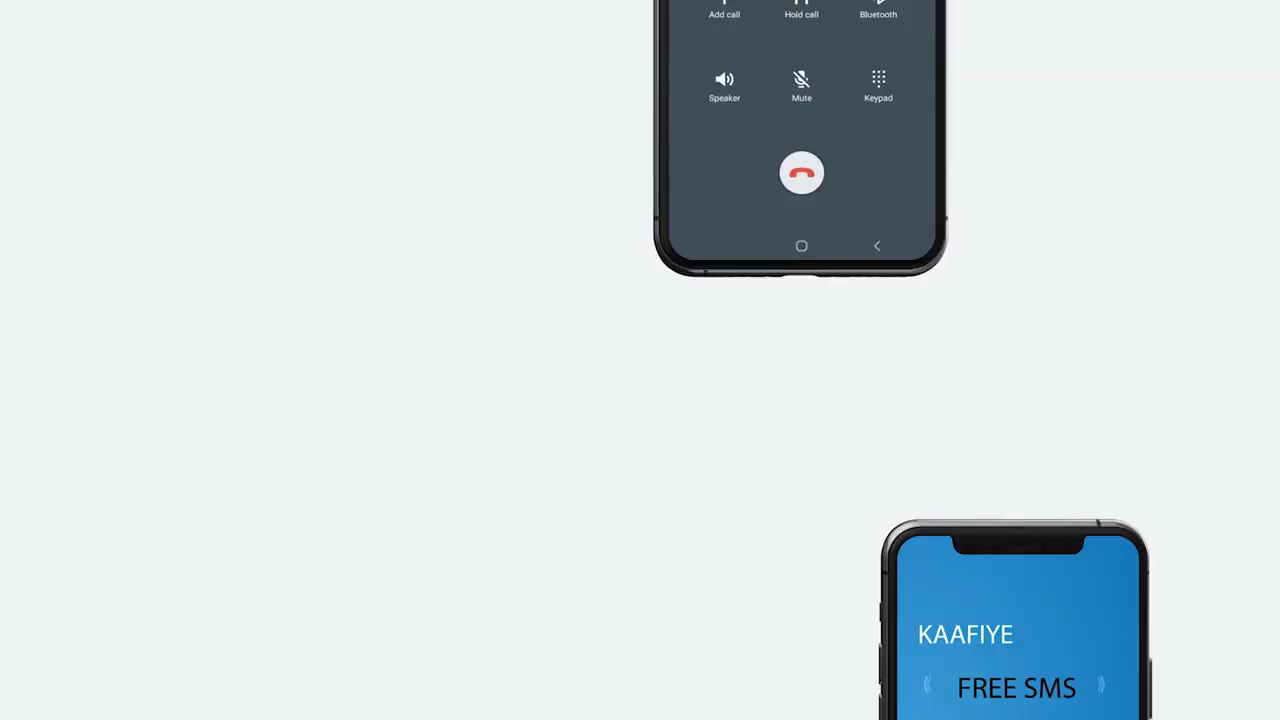 Add call Hold call Bluetooth
Speaker Mute Keypad
KAAFIYE
FREE SMS